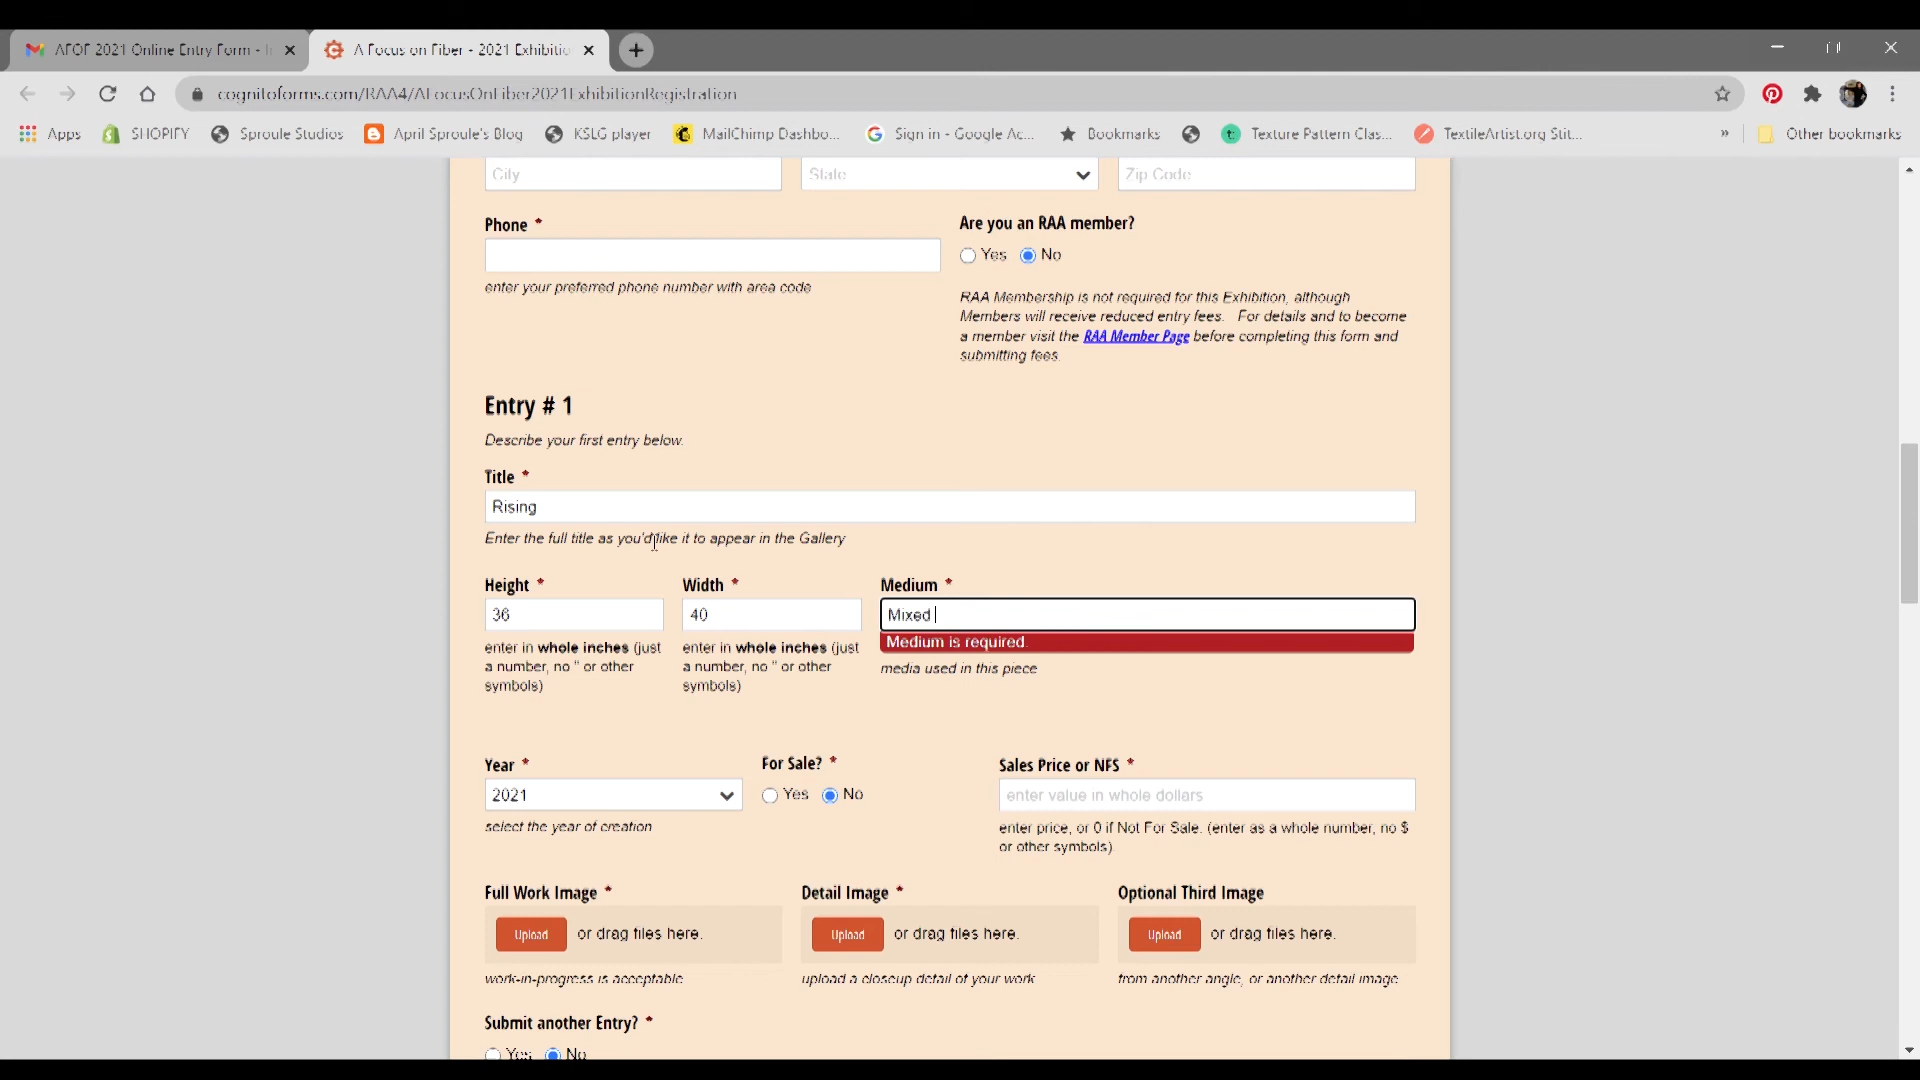 AFOF 2021 Online Entry Form - I
A Focus on Fiber - 2021 Exhibitio
cognitoforms.com/RAA4/AFocusOnFiber2021ExhibitionRegistration
Apps SHOPIFY Sproule Studios April Sproule's Blog KSLG player MailChimp Dashbo... Sign in - Google Ac... Bookmarks Texture Pattern Clas... TextileArtist.org Stit... » Other bookmarks
City State Zip Code
Phone *
enter your preferred phone number with area code
Are you an RAA member?
Yes No
RAA Membership is not required for this Exhibition, although
Members will receive reduced entry fees. For details and to become
a member visit the RAA Member Page before completing this form and
submitting fees.
Entry # 1
Describe your first entry below.
Title *
Rising
Enter the full title as you'd like it to appear in the Gallery
Height * Width * Medium *
36 40 Mixed
Medium is required.
enter in whole inches (just
a number, no " or other
symbols)
enter in whole inches (just
a number, no " or other
symbols)
media used in this piece
Year * For Sale? * Sales Price or NFS *
2021 Yes No enter value in whole dollars
select the year of creation
enter price, or 0 if Not For Sale. (enter as a whole number, no $
or other symbols)
Full Work Image * Detail Image * Optional Third Image
Upload or drag files here. Upload or drag files here. Upload or drag files here.
work-in-progress is acceptable upload a closeup detail of your work from another angle, or another detail image
Submit another Entry? *
Yes No